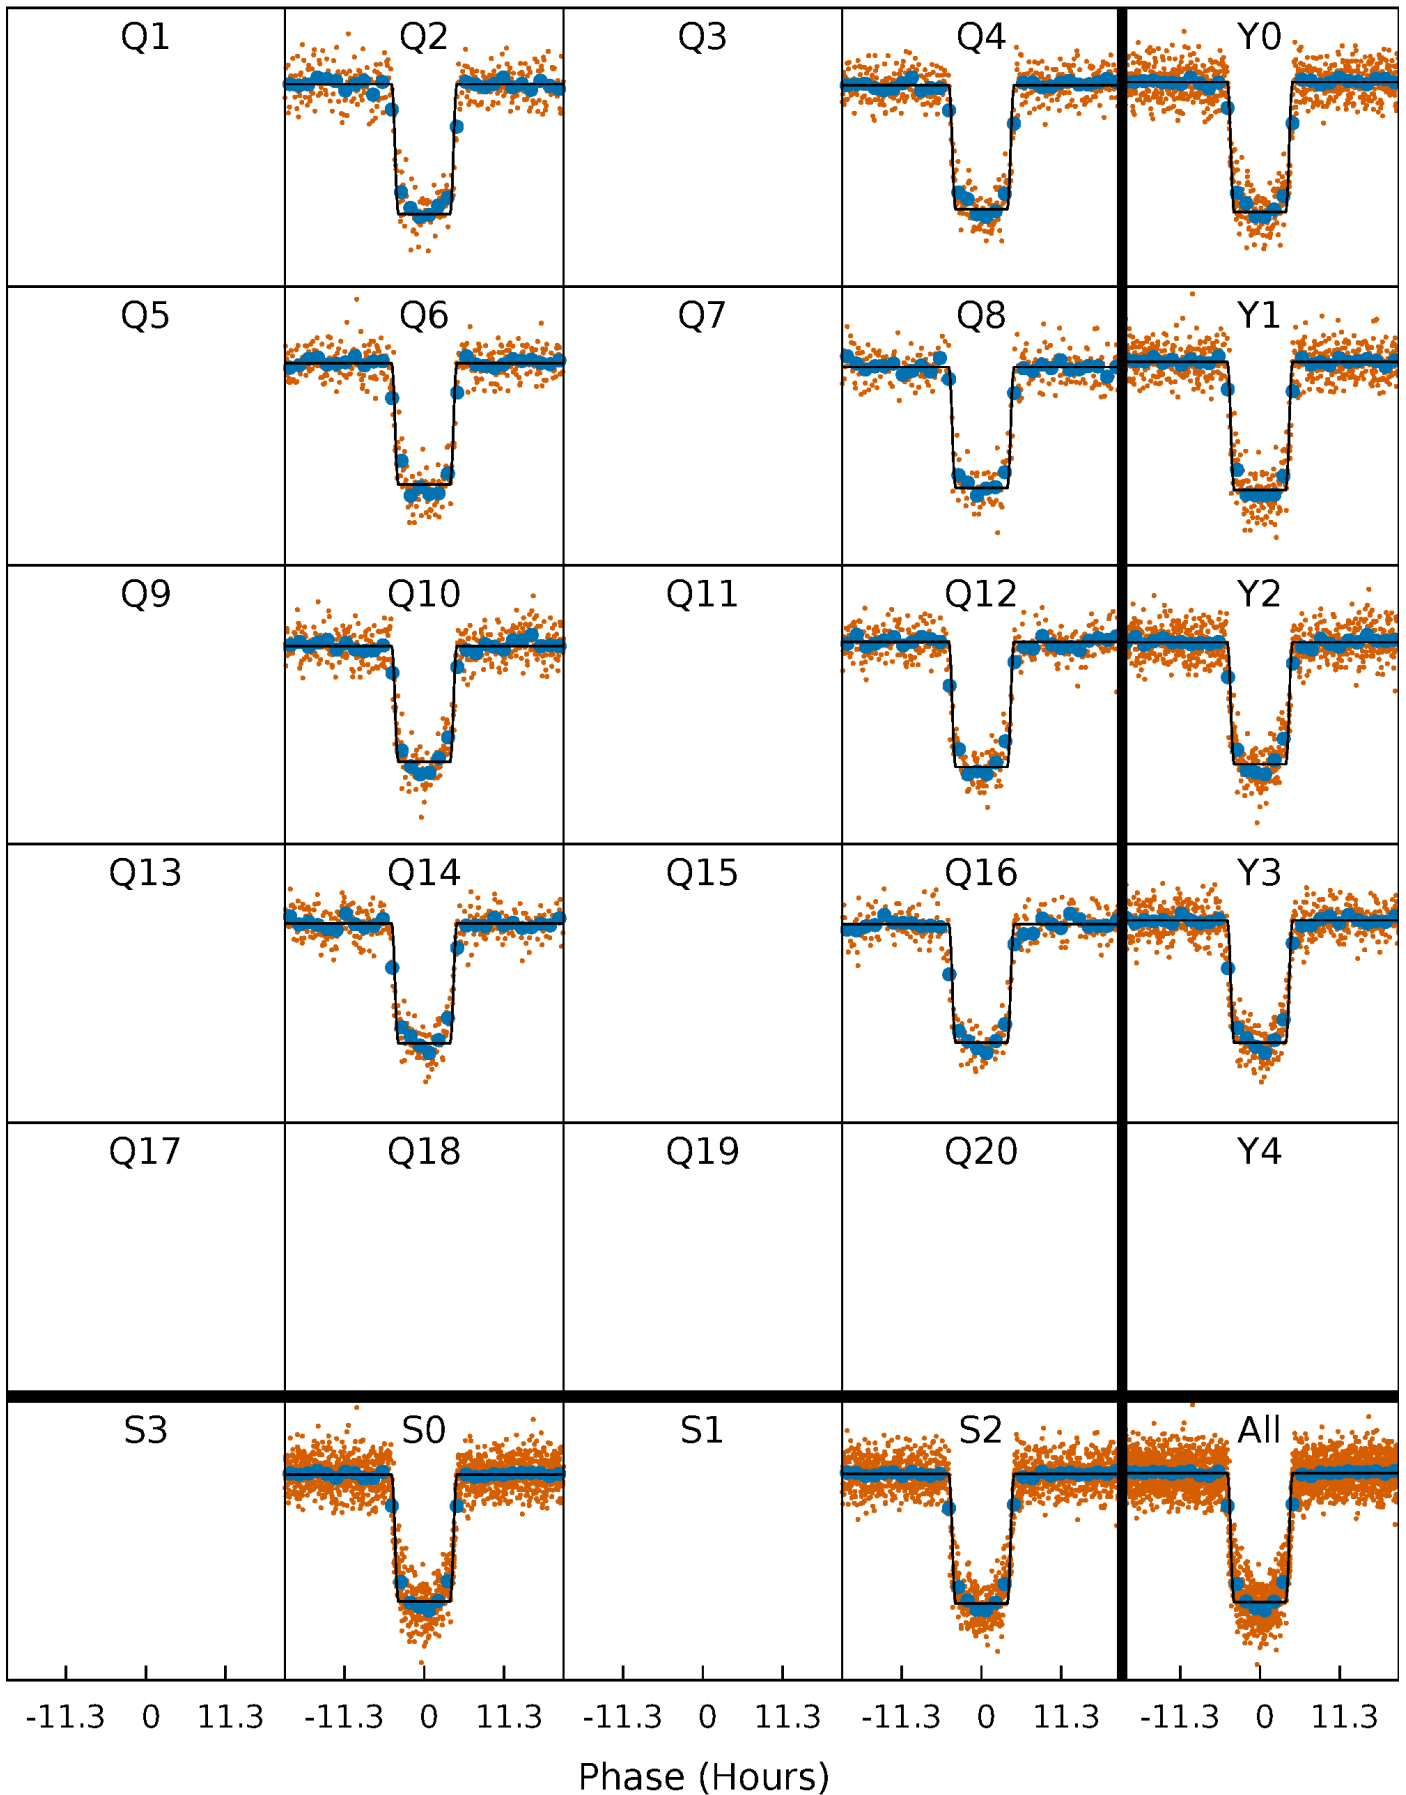 Q1 Q2 Q3 Q4 Y0
Q5 Q6 Q7 Q8 Y1
Q9 Q10 Q11 Q12 Y2
Q13 Q14 Q15 Q16 Y3
Q17 Q18 Q19 Q20 Y4
S3 S0 S1 S2 All
-11.3 0 11.3 -11.3 0 11.3 -11.3 0 11.3 -11.3 0 11.3 -11.3 0 11.3
Phase (Hours)